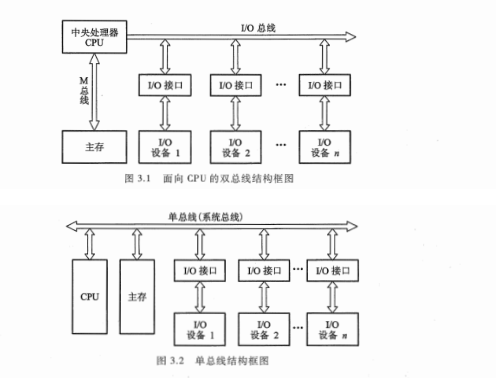 中央处理器
CPU
I/O 总线
M
总
线
I/O 接口
I/O 接口
···
I/O 接口
主存
I/O
设备 1
I/O
设备 2
···
I/O
设备 n
图 3.1 面向 CPU 的双总线结构框图
单总线(系统总线)
CPU
主存
I/O 接口
I/O 接口
···
I/O 接口
I/O
设备 1
I/O
设备 2
···
I/O
设备 n
图 3.2 单总线结构框图